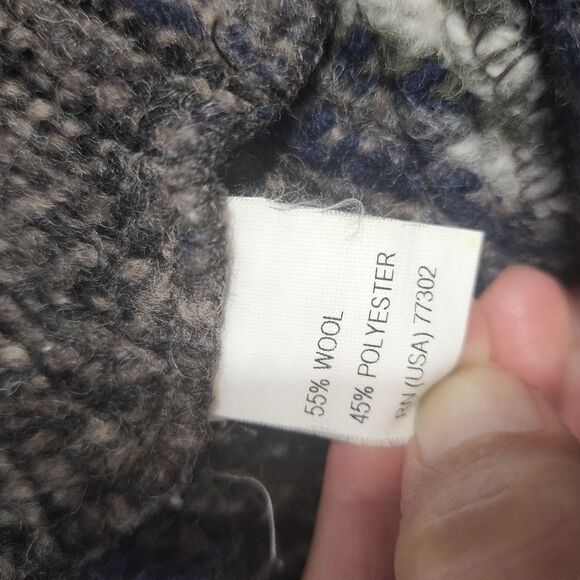 55% WOOL
45% POLYESTER
RN (USA) 77302